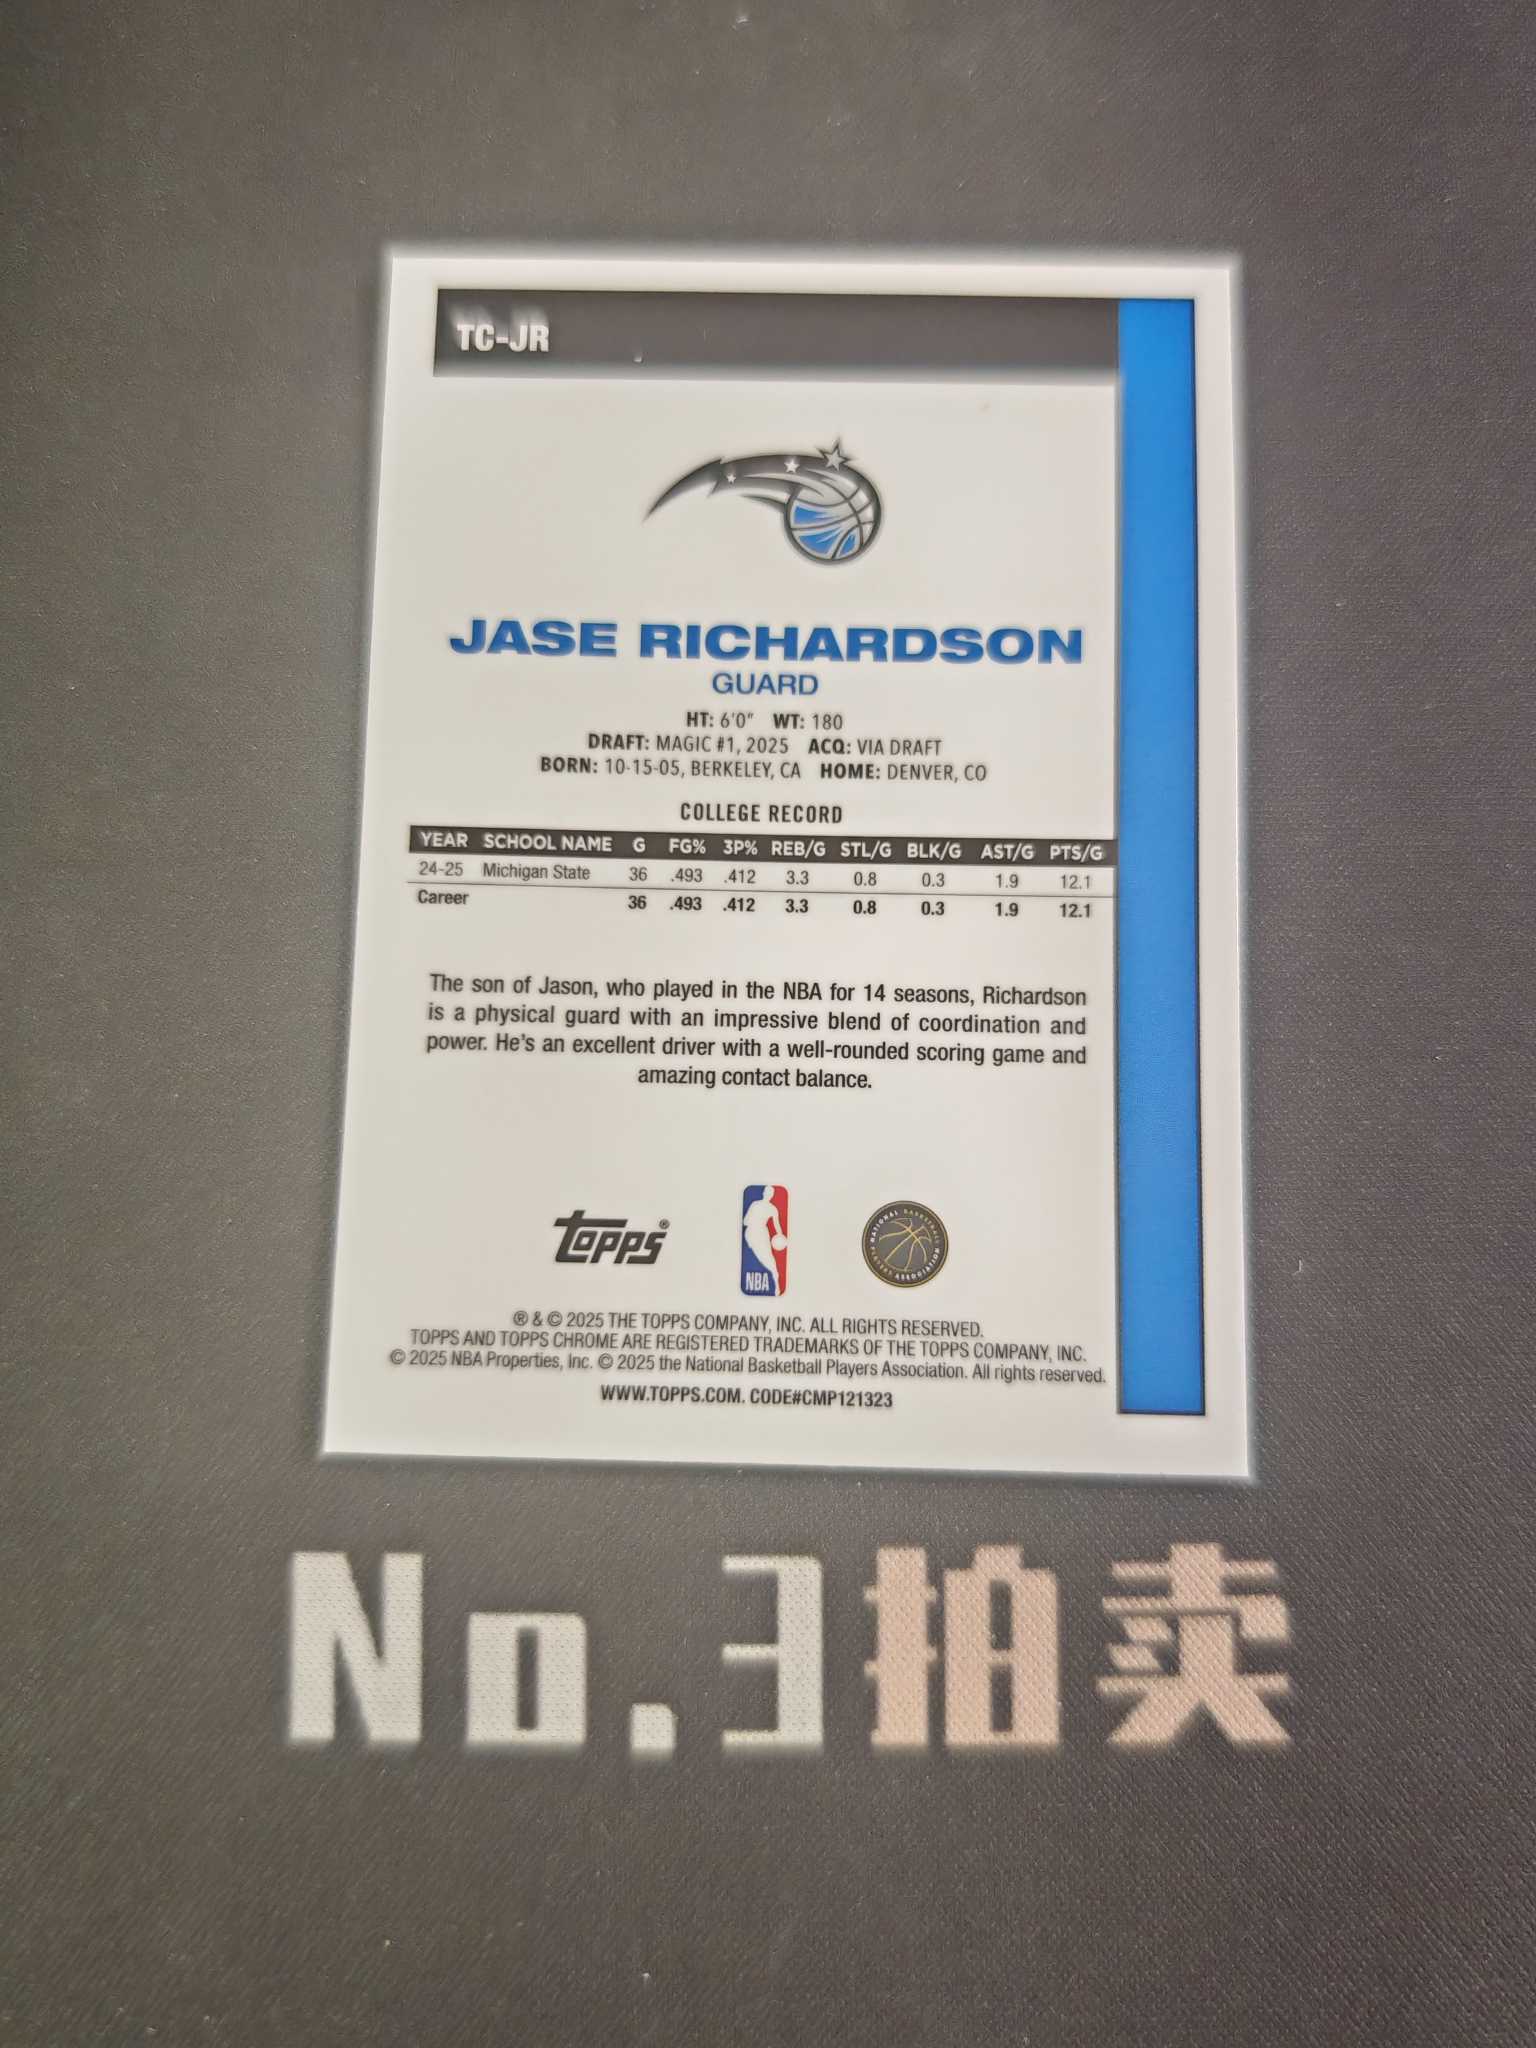 TC-JR
JASE RICHARDSON
GUARD
HT: 6'0" WT: 180
DRAFT: MAGIC #1, 2025 ACQ: VIA DRAFT
BORN: 10-15-05, BERKELEY, CA HOME: DENVER, CO
COLLEGE RECORD
YEAR SCHOOL NAME G FG% 3P% REB/G STL/G BLK/G AST/G PTS/G
24-25 Michigan State 36 .493 .412 3.3 0.8 0.3 1.9 12.1
Career 36 .493 .412 3.3 0.8 0.3 1.9 12.1
The son of Jason, who played in the NBA for 14 seasons, Richardson
is a physical guard with an impressive blend of coordination and
power. He's an excellent driver with a well-rounded scoring game and
amazing contact balance.
Topps®
NBA
NATIONAL BASKETBALL
PLAYERS ASSOCIATION
® & © 2025 THE TOPPS COMPANY, INC. ALL RIGHTS RESERVED.
TOPPS AND TOPPS CHROME ARE REGISTERED TRADEMARKS OF THE TOPPS COMPANY, INC.
© 2025 NBA Properties, Inc. © 2025 the National Basketball Players Association. All rights reserved.
WWW.TOPPS.COM. CODE#CMP121323
No.3拍卖